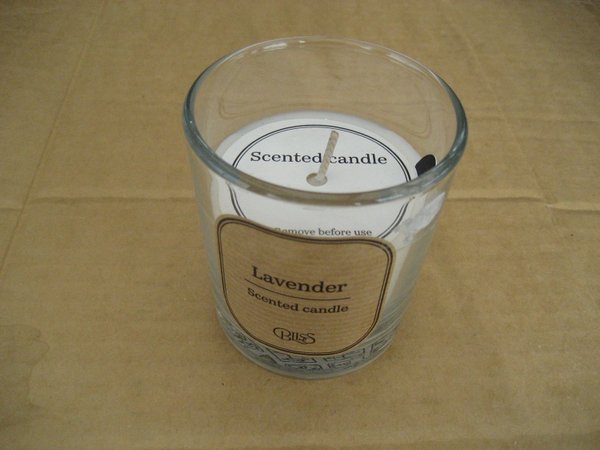 Scented candle
Remove before use
Lavender
Scented candle
BLISS